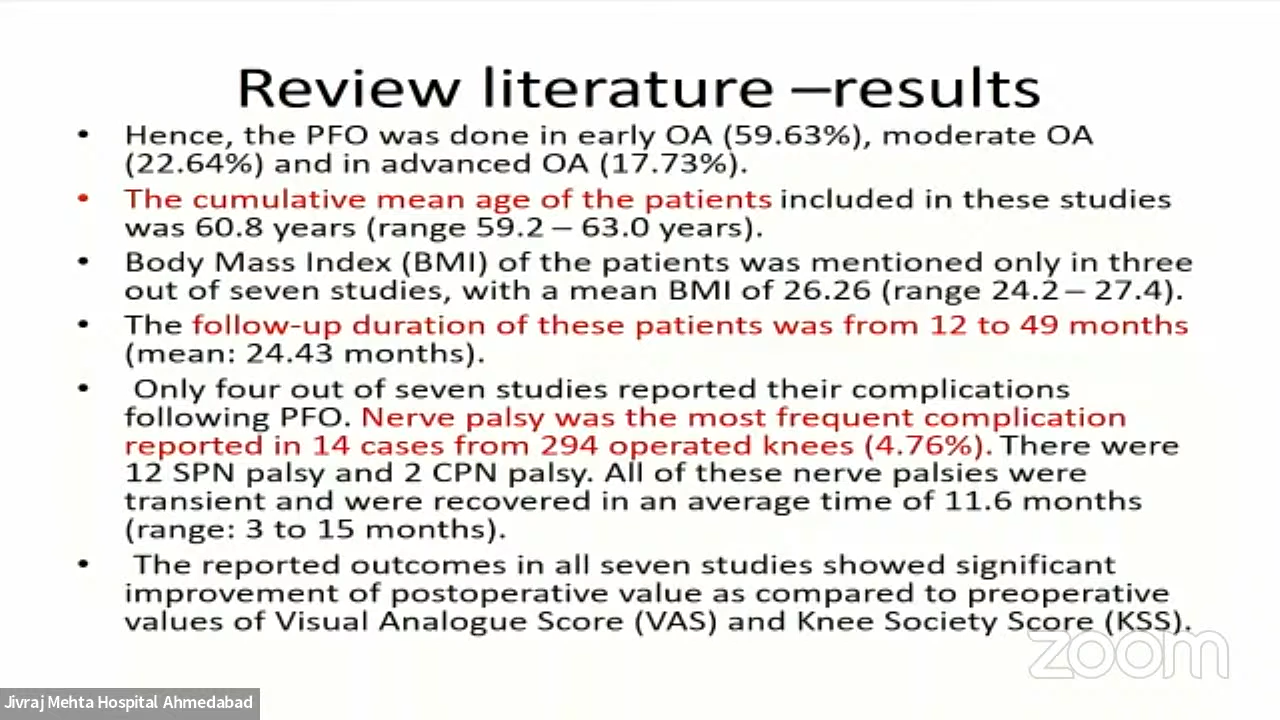 Review literature –results
• Hence, the PFO was done in early OA (59.63%), moderate OA
(22.64%) and in advanced OA (17.73%).
• The cumulative mean age of the patients included in these studies
was 60.8 years (range 59.2 – 63.0 years).
• Body Mass Index (BMI) of the patients was mentioned only in three
out of seven studies, with a mean BMI of 26.26 (range 24.2 – 27.4).
• The follow-up duration of these patients was from 12 to 49 months
(mean: 24.43 months).
• Only four out of seven studies reported their complications
following PFO. Nerve palsy was the most frequent complication
reported in 14 cases from 294 operated knees (4.76%). There were
12 SPN palsy and 2 CPN palsy. All of these nerve palsies were
transient and were recovered in an average time of 11.6 months
(range: 3 to 15 months).
• The reported outcomes in all seven studies showed significant
improvement of postoperative value as compared to preoperative
values of Visual Analogue Score (VAS) and Knee Society Score (KSS).
zoom
Jivraj Mehta Hospital Ahmedabad